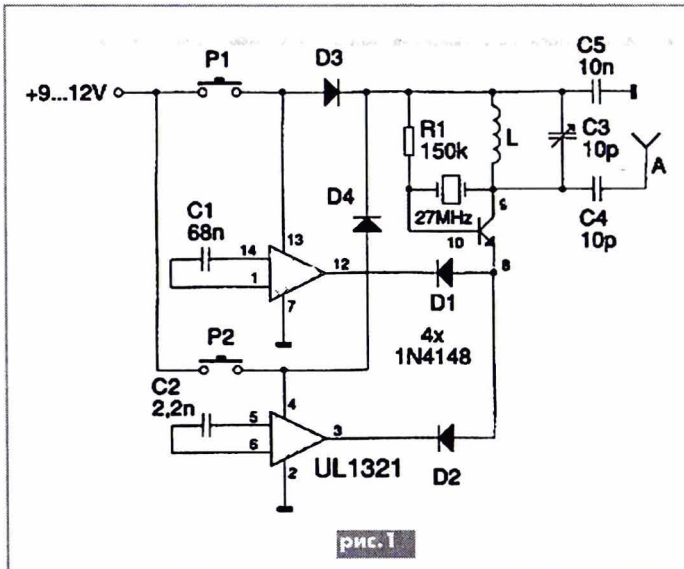 C5
10n
P1
D3
+9...12V
R1
150k
L
C3
10p
A
D4
27MHz
9
C4
10p
C1
68n
10
13
14
12
8
1
7
D1
P2
4x
1N4148
C2
2,2n
4
5
3
6
2
UL1321
D2
рис.1